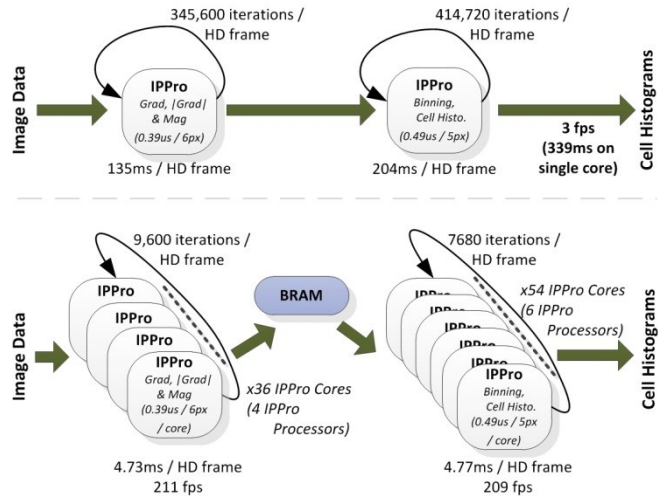 345,600 iterations /
HD frame
414,720 iterations /
HD frame
Image Data
IPPro
Grad, |Grad|
& Mag
(0.39us / 6px)
135ms / HD frame
IPPro
Binning,
Cell Histo.
(0.49us / 5px)
204ms / HD frame
3 fps
(339ms on
single core)
Cell Histograms
9,600 iterations /
HD frame
7680 iterations /
HD frame
Image Data
IPPro
IPPro
IPPro
IPPro
Grad, |Grad|
& Mag
(0.39us / 6px
/ core)
x36 IPPro Cores
(4 IPPro
Processors)
4.73ms / HD frame
211 fps
BRAM
IPPro
IPPro
IPPro
IPPro
IPPro
IPPro
Binning,
Cell Histo.
(0.49us / 5px
/ core)
x54 IPPro Cores
(6 IPPro
Processors)
4.77ms / HD frame
209 fps
Cell Histograms